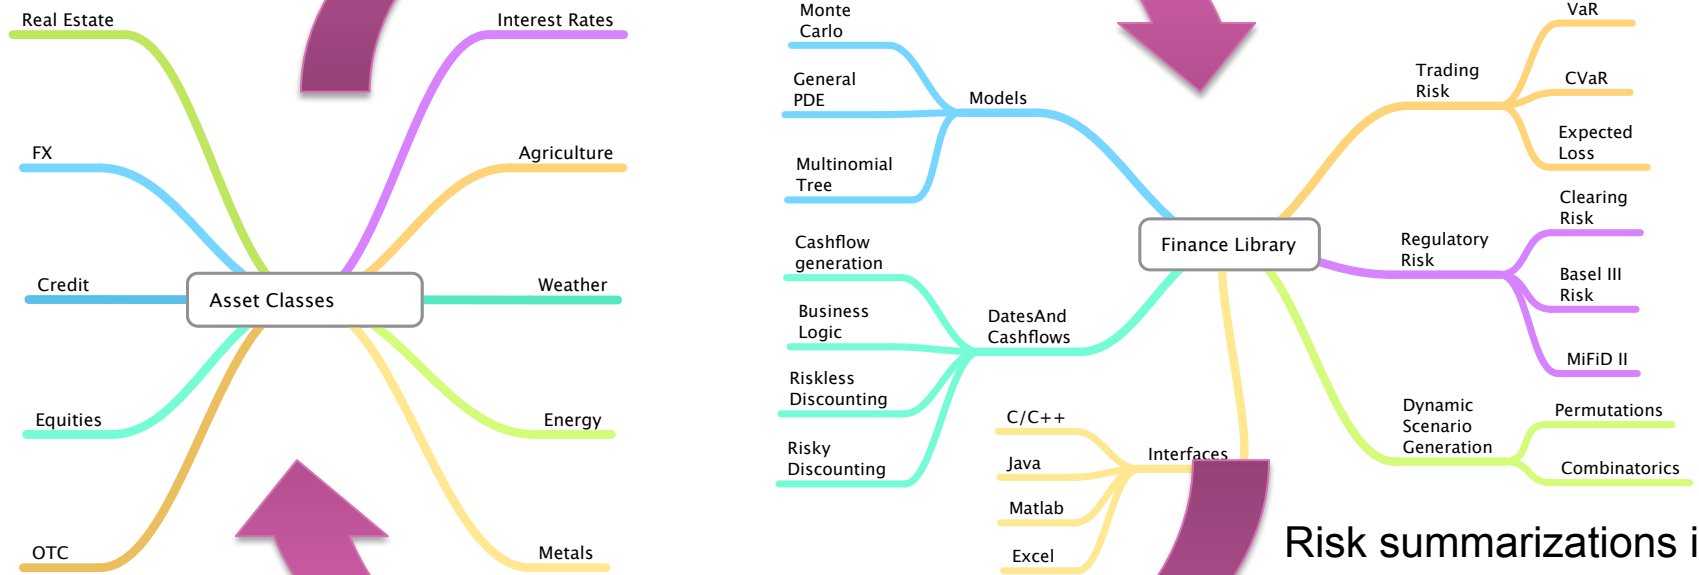 Real Estate
Interest Rates
FX
Agriculture
Credit
Weather
Asset Classes
Equities
Energy
OTC
Metals
Monte
Carlo
General
PDE
Models
Multinomial
Tree
Cashflow
generation
Business
Logic
DatesAnd
Cashflows
Riskless
Discounting
Risky
Discounting
C/C++
Java
Interfaces
Matlab
Excel
Finance Library
VaR
Trading
Risk
CVaR
Expected
Loss
Clearing
Risk
Regulatory
Risk
Basel III
Risk
MiFiD II
Dynamic
Scenario
Generation
Permutations
Combinatorics
Risk summarizations i